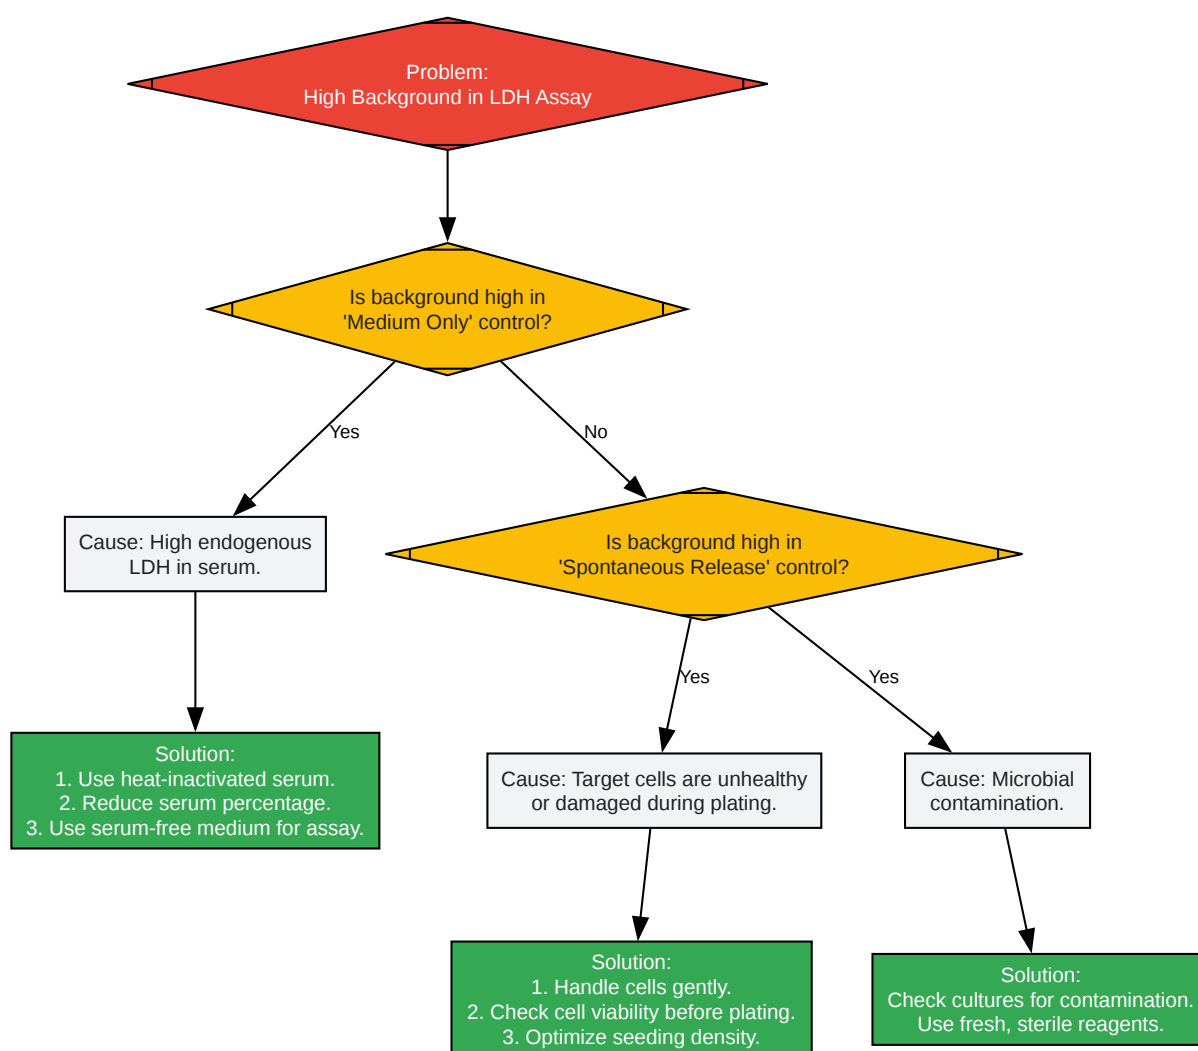 Problem:
High Background in LDH Assay
Is background high in
'Medium Only' control?
Yes
No
Cause: High endogenous
LDH in serum.
Is background high in
'Spontaneous Release' control?
Yes
Yes
Solution:
1. Use heat-inactivated serum.
2. Reduce serum percentage.
3. Use serum-free medium for assay.
Cause: Target cells are unhealthy
or damaged during plating.
Cause: Microbial
contamination.
Solution:
1. Handle cells gently.
2. Check cell viability before plating.
3. Optimize seeding density.
Solution:
Check cultures for contamination.
Use fresh, sterile reagents.